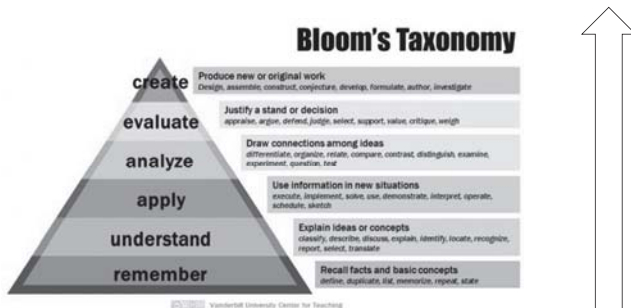 Bloom's Taxonomy
create
Produce new or original work
Design, assemble, construct, conjecture, develop, formulate, author, investigate
evaluate
Justify a stand or decision
appraise, argue, defend, judge, select, support, value, critique, weigh
analyze
Draw connections among ideas
differentiate, organize, relate, compare, contrast, distinguish, examine,
experiment, question, test
apply
Use information in new situations
execute, implement, solve, use, demonstrate, interpret, operate,
schedule, sketch
understand
Explain ideas or concepts
classify, describe, discuss, explain, identify, locate, recognize,
report, select, translate
remember
Recall facts and basic concepts
define, duplicate, list, memorize, repeat, state
Vanderbilt University Center for Teaching